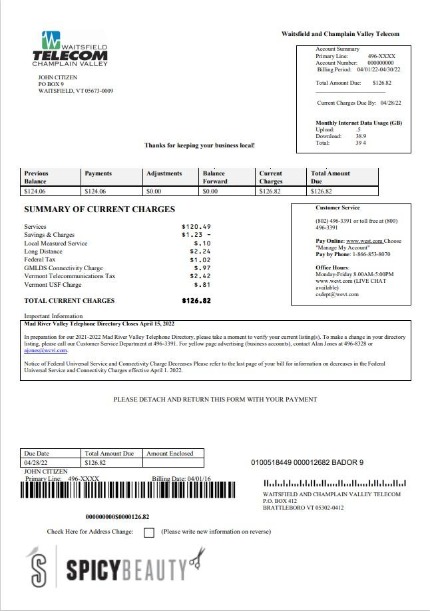 Waitsfield and Champlain Valley Telecom
WAITSFIELD
TELECOM
CHAMPLAIN VALLEY
JOHN CITIZEN
PO BOX 9
WAITSFIELD, VT 05673-0009
Account Summary
Primary Line: 496-XXXX
Account Number: 000000000
Billing Period: 04/01/22-04/30/22
Total Amount Due: $126.82
Current Charges Due By: 04/28/22
Monthly Internet Data Usage (GB)
Upload: .5
Download: 38.9
Total: 39.4
Thanks for keeping your business local!
Previous Balance Payments Adjustments Balance Forward Current Charges Total Amount Due
$124.06 $124.06 $0.00 $0.00 $126.82 $126.82
SUMMARY OF CURRENT CHARGES
Services $120.49
Savings & Charges $1.23 -
Local Measured Service $.10
Long Distance $2.24
Federal Tax $1.02
GMLDS Connectivity Charge $.97
Vermont Telecommunications Tax $2.42
Vermont USF Charge $.81
TOTAL CURRENT CHARGES $126.82
Customer Service
(802) 496-3391 or toll free at (800)
496-3391
Pay Online: www.wcvt.com Choose
"Manage My Account"
Pay by Phone: 1-866-853-8070
Office Hours:
Monday-Friday 8:00AM-5:00PM
www.wcvt.com (LIVE CHAT
available)
Important Information
Mad River Valley Telephone Directory Closes April 15, 2022
In preparation for our 2021-2022 Mad River Valley Telephone Directory, please take a moment to verify your current listing(s). To make a change in your directory
listing, please call our Customer Service Department at 496-3391. For yellow page advertising (business accounts), contact Alan Jones at 496-8328 or
ajones@wcvt.com.
Notice of Federal Universal Service and Connectivity Charge Decreases Please refer to the last page of your bill for information on decreases in the Federal
Universal Service and Connectivity Charges effective April 1, 2022.
PLEASE DETACH AND RETURN THIS FORM WITH YOUR PAYMENT
Due Date Total Amount Due Amount Enclosed
04/28/22 $126.82
JOHN CITIZEN
Primary Line: 496-XXXX Billing Date: 04/01/16
0100518449 000012682 BADOR 9
WAITSFIELD AND CHAMPLAIN VALLEY TELECOM
P.O. BOX 412
BRATTLEBORO VT 05302-0412
000000000S0000126.82
Check Here for Address Change: (Please write new information on reverse)
SPICYBEAUTY